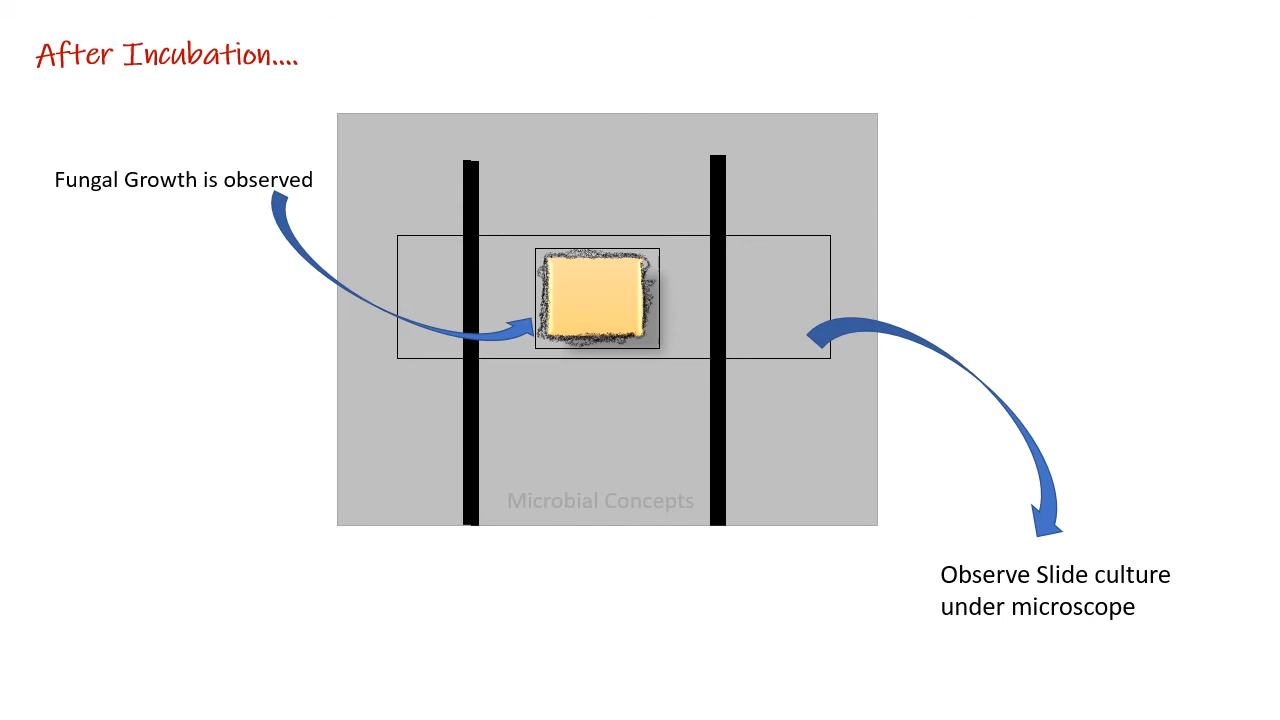 After Incubation....
Fungal Growth is observed
Microbial Concepts
Observe Slide culture
under microscope